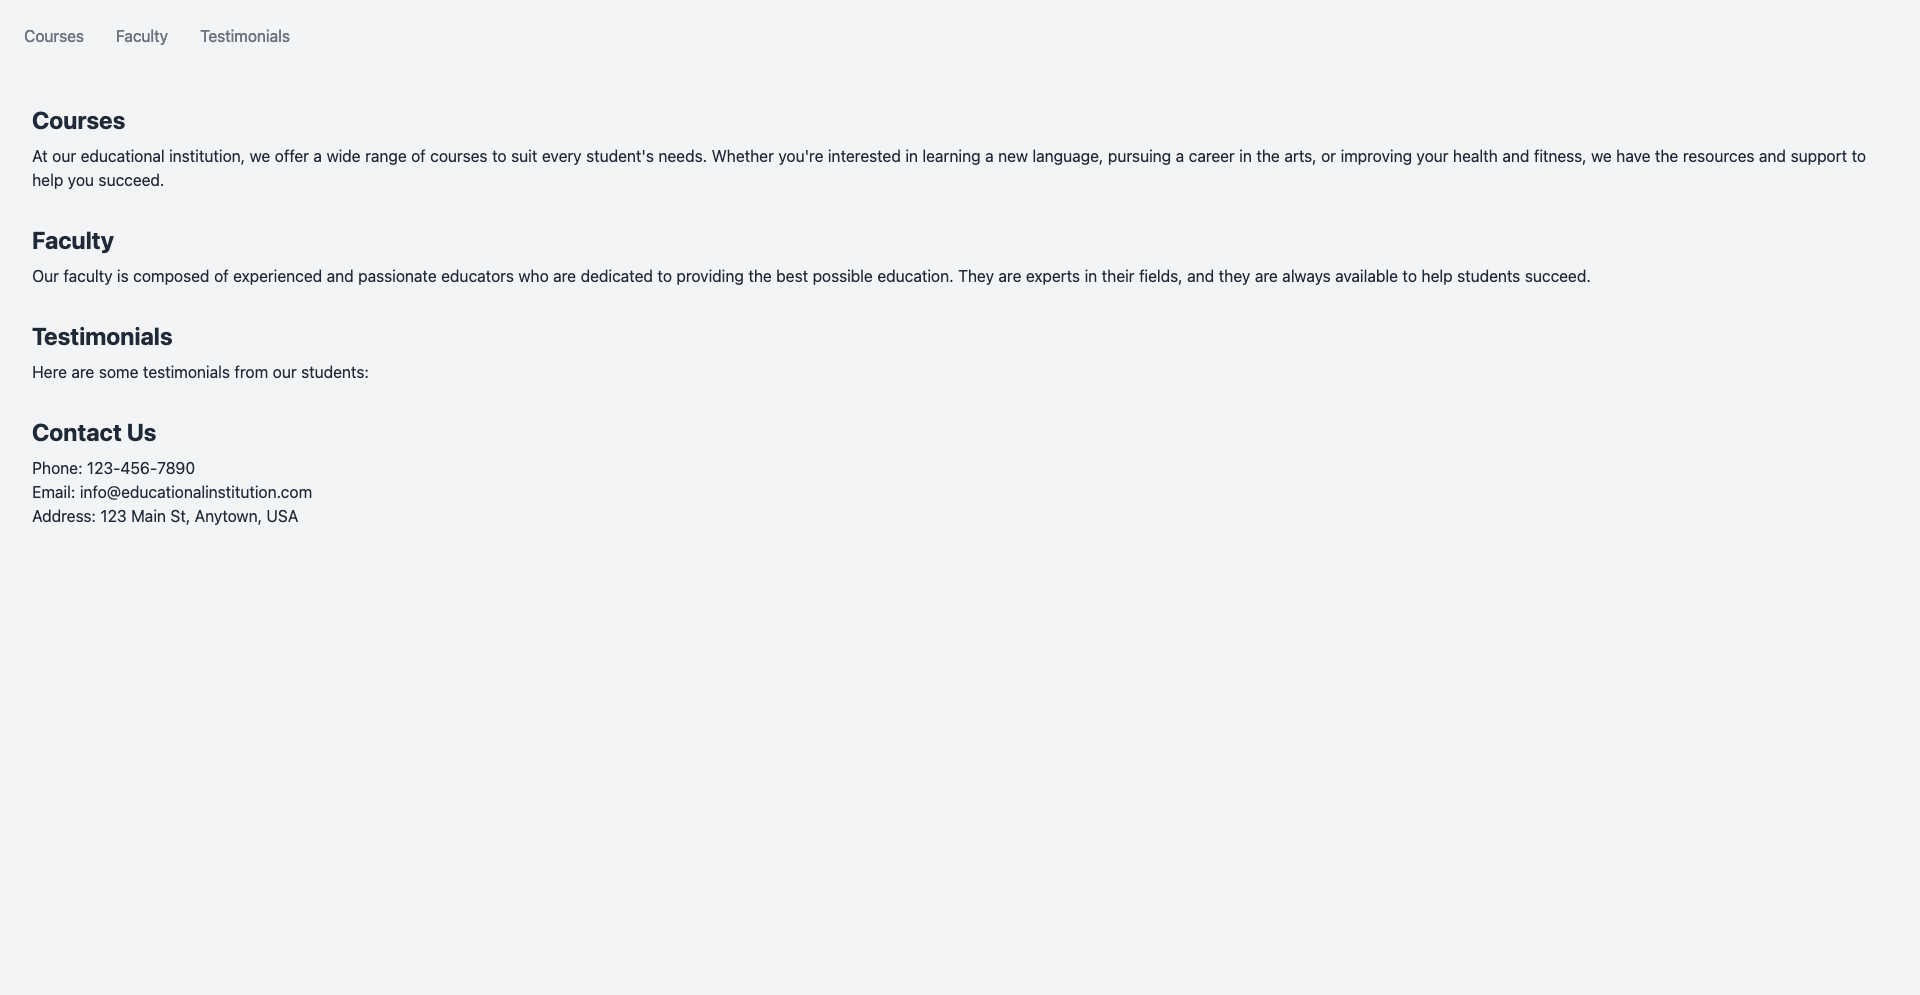 Courses Faculty Testimonials
Courses
At our educational institution, we offer a wide range of courses to suit every student's needs. Whether you're interested in learning a new language, pursuing a career in the arts, or improving your health and fitness, we have the resources and support to
help you succeed.
Faculty
Our faculty is composed of experienced and passionate educators who are dedicated to providing the best possible education. They are experts in their fields, and they are always available to help students succeed.
Testimonials
Here are some testimonials from our students:
Contact Us
Phone: 123-456-7890
Email: info@educationalinstitution.com
Address: 123 Main St, Anytown, USA